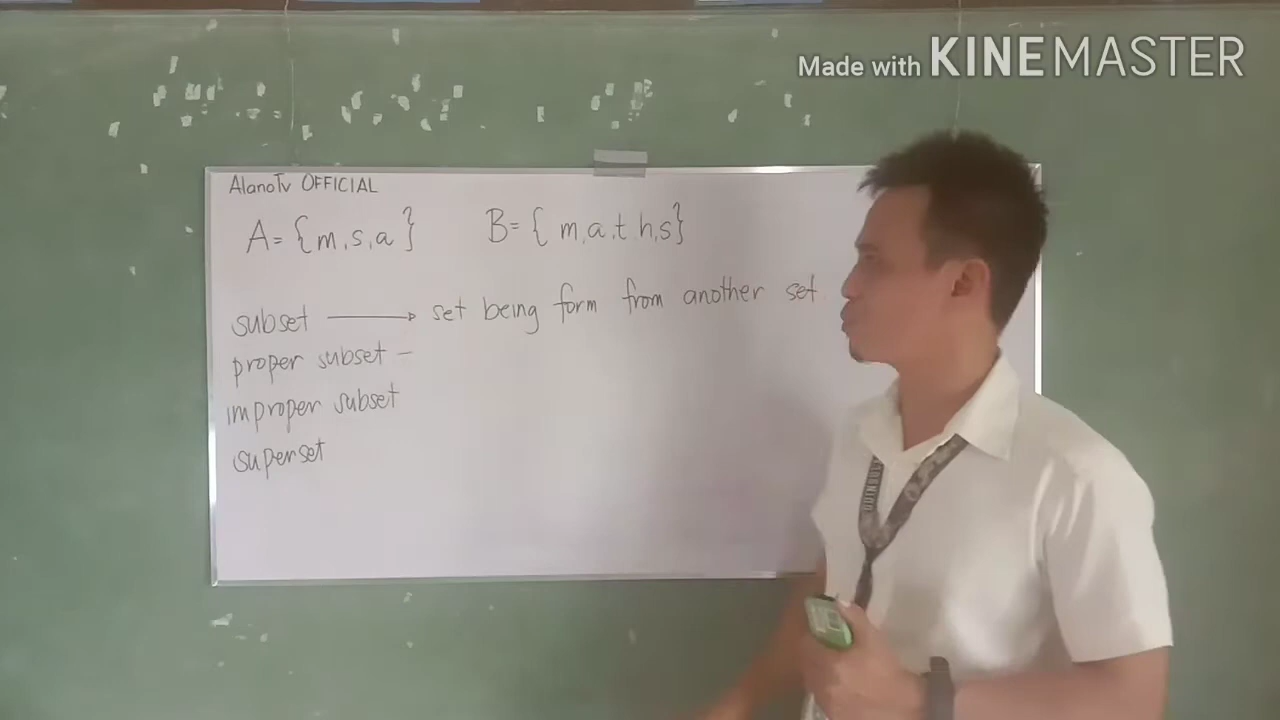 Made with KINEMASTER
AlanoTv OFFICIAL
A= {m,s,a} B= { m,a,t h,s}
subset → set being form from another set
proper subset –
improper subset
superset